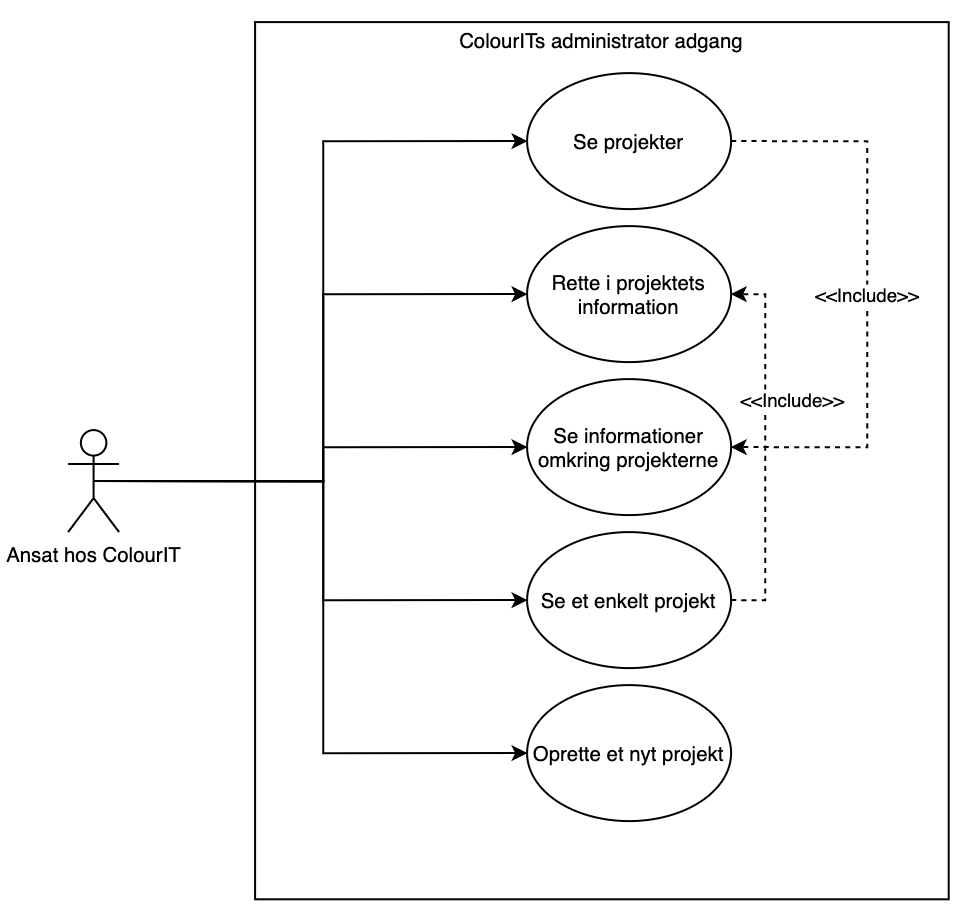 ColourITs administrator adgang
Se projekter
Rette i projektets
information
<<Include>>
<<Include>>
Se informationer
omkring projekterne
Ansat hos ColourIT
Se et enkelt projekt
Oprette et nyt projekt